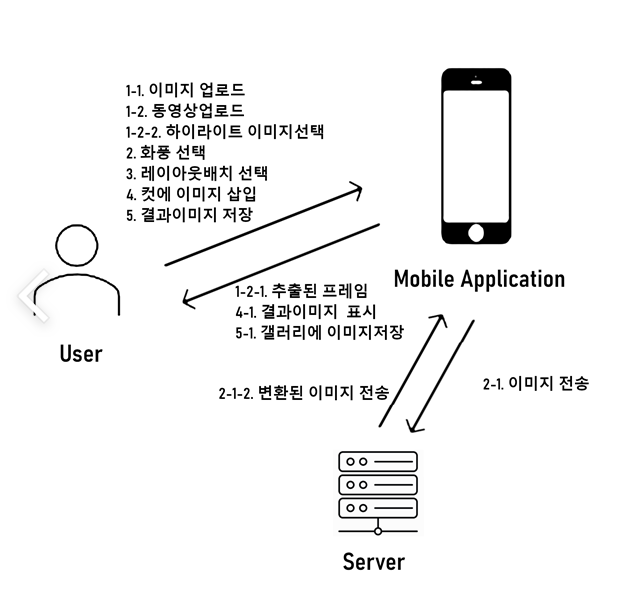 1-1. 이미지 업로드
1-2. 동영상업로드
1-2-2. 하이라이트 이미지선택
2. 화풍 선택
3. 레이아웃배치 선택
4. 컷에 이미지 삽입
5. 결과이미지 저장
Mobile Application
1-2-1. 추출된 프레임
4-1. 결과이미지 표시
5-1. 갤러리에 이미지저장
User
2-1-2. 변환된 이미지 전송
2-1. 이미지 전송
Server